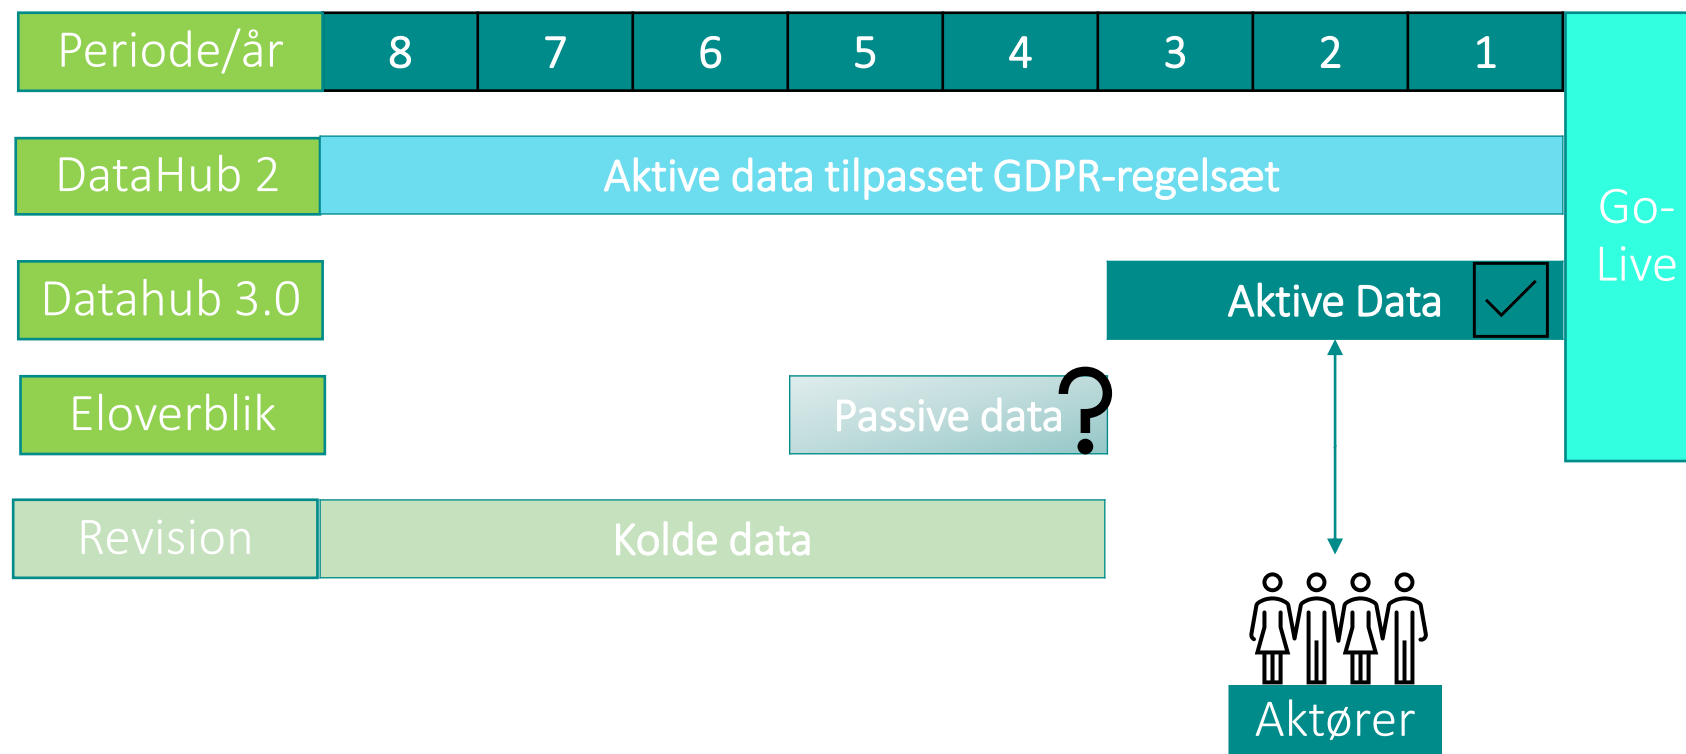 Periode/år 8 7 6 5 4 3 2 1
DataHub 2 Aktive data tilpasset GDPR-regelsæt
Go-
Live
Datahub 3.0 Aktive Data
Eloverblik Passive data ?
Revision Kolde data
Aktører